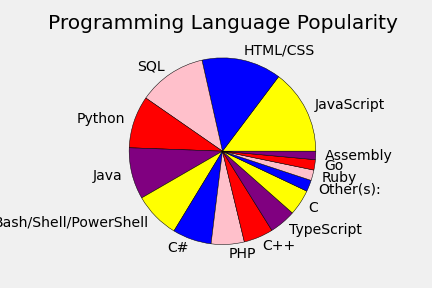 Programming Language Popularity
HTML/CSS
SQL
JavaScript
Python
Java
Bash/Shell/PowerShell
C#
PHP
C++
TypeScript
C
Other(s):
Ruby
Go
Assembly